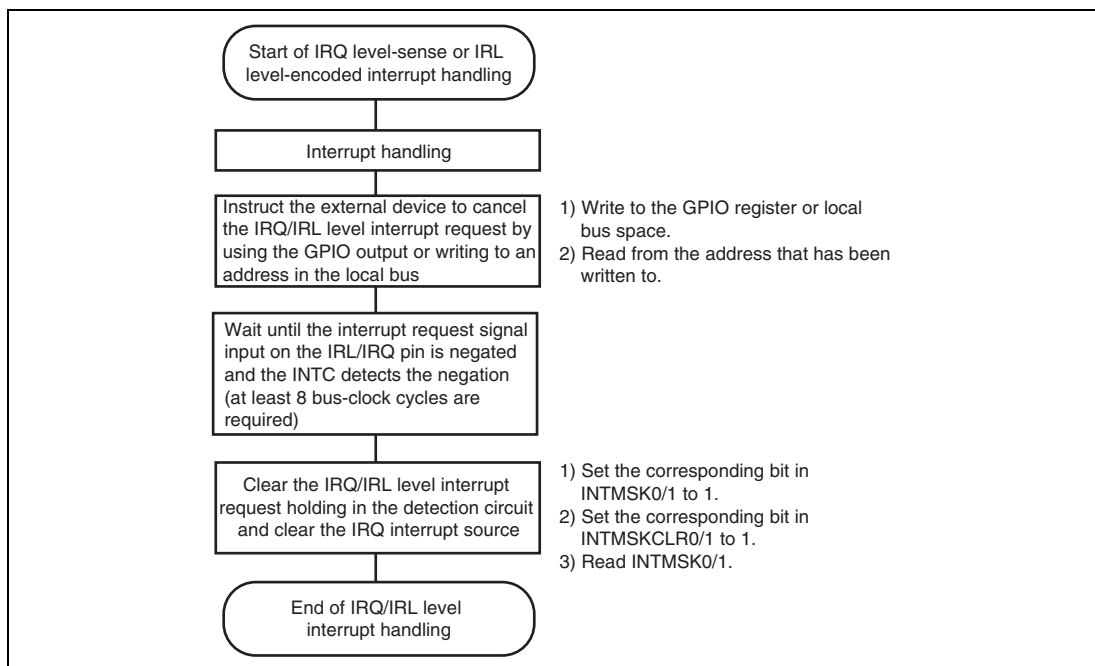 Start of IRQ level-sense or IRL
level-encoded interrupt handling
Interrupt handling
Instruct the external device to cancel
the IRQ/IRL level interrupt request by
using the GPIO output or writing to an
address in the local bus
1) Write to the GPIO register or local
bus space.
2) Read from the address that has been
written to.
Wait until the interrupt request signal
input on the IRL/IRQ pin is negated
and the INTC detects the negation
(at least 8 bus-clock cycles are
required)
Clear the IRQ/IRL level interrupt
request holding in the detection circuit
and clear the IRQ interrupt source
1) Set the corresponding bit in
INTMSK0/1 to 1.
2) Set the corresponding bit in
INTMSKCLR0/1 to 1.
3) Read INTMSK0/1.
End of IRQ/IRL level
interrupt handling